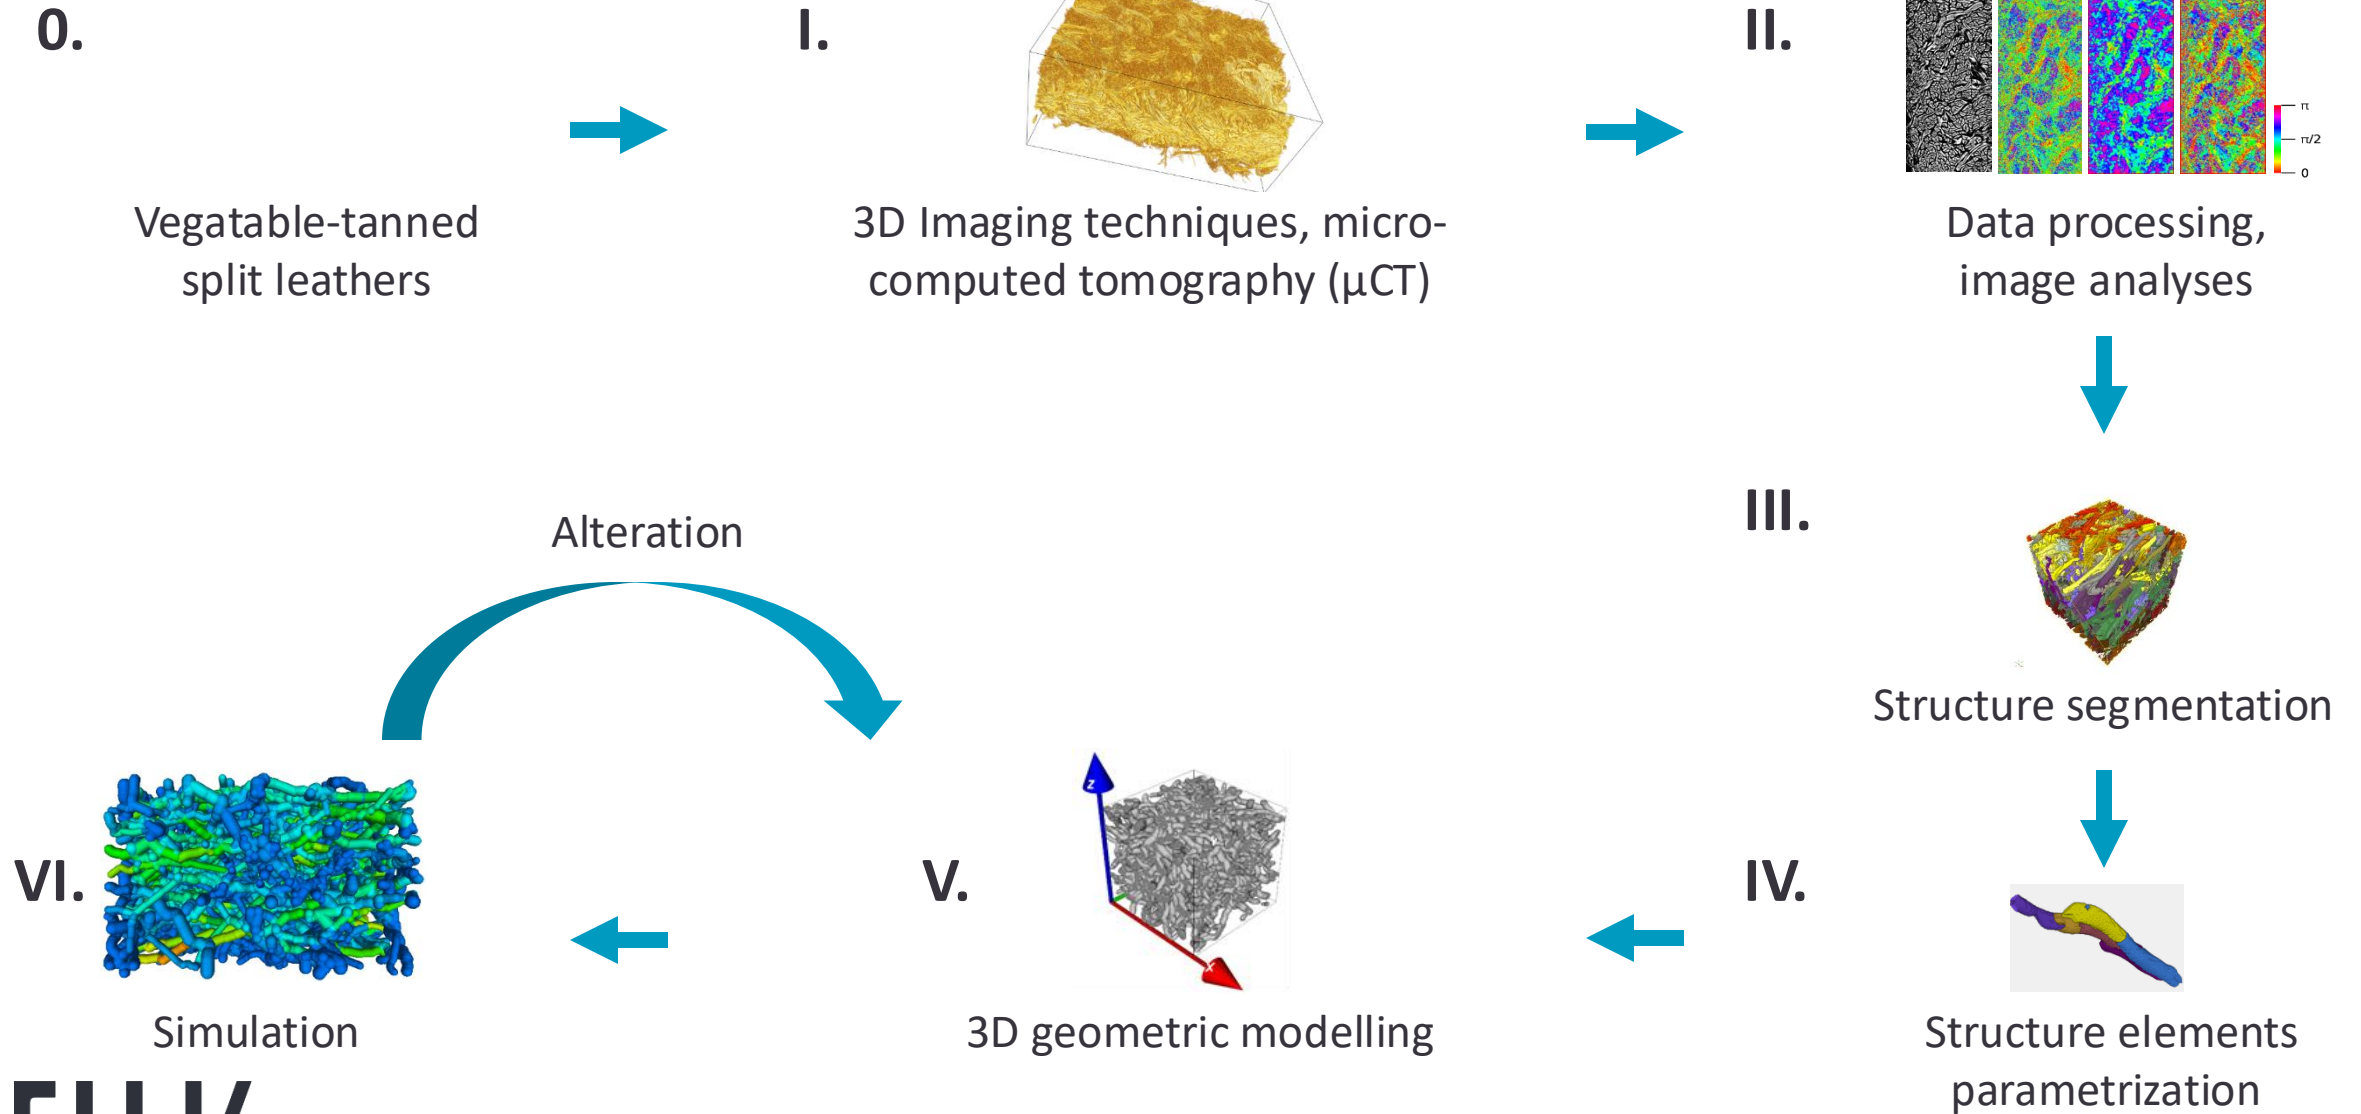 0.
I.
II.
π
π/2
0
Vegatable-tanned
split leathers
3D Imaging techniques, micro-
computed tomography (µCT)
Data processing,
image analyses
III.
Alteration
Structure segmentation
z
x
VI.
V.
IV.
Simulation
3D geometric modelling
Structure elements
parametrization